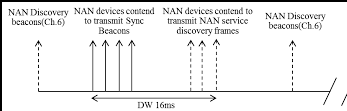 NAN Discovery
beacons(Ch.6)
NAN devices contend
to transmit Sync
Beacons
NAN devices contend to
transmit NAN service
discovery frames
NAN Discovery
beacons(Ch.6)
DW 16ms